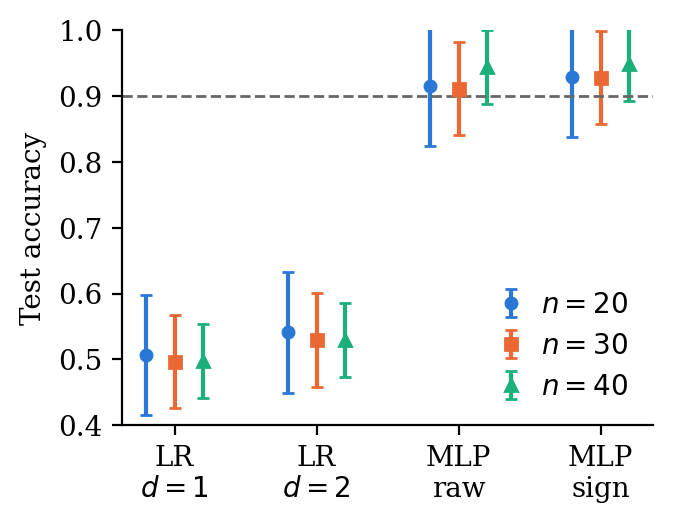 Test accuracy
1.0
0.9
0.8
0.7
0.6
0.5
0.4
n = 20
n = 30
n = 40
LR
d = 1
LR
d = 2
MLP
raw
MLP
sign